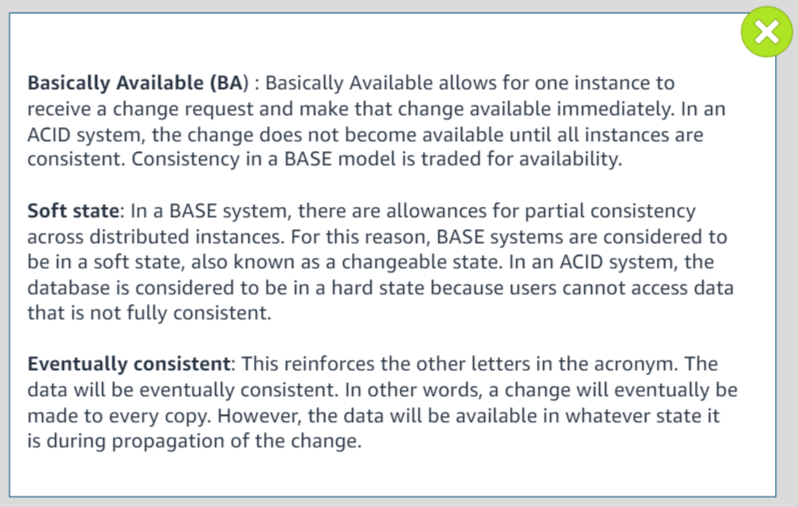 Basically Available (BA) : Basically Available allows for one instance to
receive a change request and make that change available immediately. In an
ACID system, the change does not become available until all instances are
consistent. Consistency in a BASE model is traded for availability.
Soft state: In a BASE system, there are allowances for partial consistency
across distributed instances. For this reason, BASE systems are considered to
be in a soft state, also known as a changeable state. In an ACID system, the
database is considered to be in a hard state because users cannot access data
that is not fully consistent.
Eventually consistent: This reinforces the other letters in the acronym. The
data will be eventually consistent. In other words, a change will eventually be
made to every copy. However, the data will be available in whatever state it
is during propagation of the change.